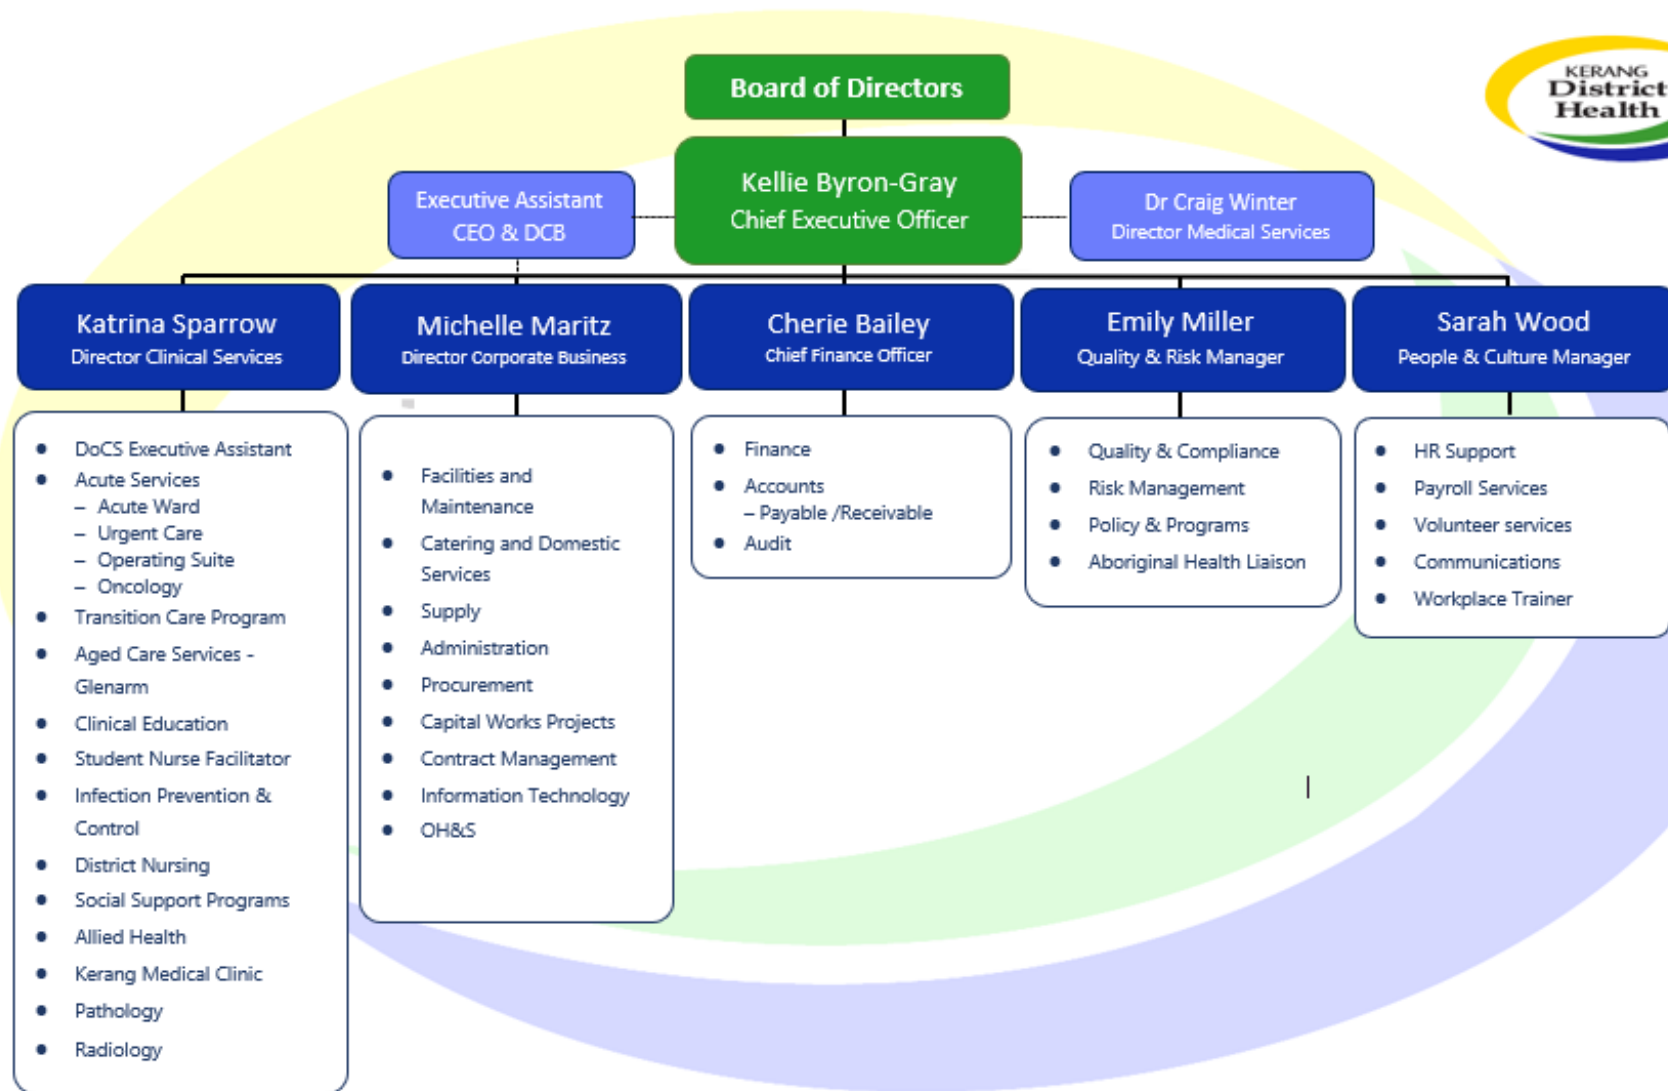 Board of Directors
KERANG
District
Health
Kellie Byron-Gray
Chief Executive Officer
Executive Assistant
CEO & DCB
Dr Craig Winter
Director Medical Services
Katrina Sparrow
Director Clinical Services
Michelle Maritz
Director Corporate Business
Cherie Bailey
Chief Finance Officer
Emily Miller
Quality & Risk Manager
Sarah Wood
People & Culture Manager
• DoCS Executive Assistant
• Acute Services
– Acute Ward
– Urgent Care
– Operating Suite
– Oncology
• Transition Care Program
• Aged Care Services -
Glenarm
• Clinical Education
• Student Nurse Facilitator
• Infection Prevention &
Control
• District Nursing
• Social Support Programs
• Allied Health
• Kerang Medical Clinic
• Pathology
• Radiology
• Facilities and
Maintenance
• Catering and Domestic
Services
• Supply
• Administration
• Procurement
• Capital Works Projects
• Contract Management
• Information Technology
• OH&S
• Finance
• Accounts
– Payable /Receivable
• Audit
• Quality & Compliance
• Risk Management
• Policy & Programs
• Aboriginal Health Liaison
• HR Support
• Payroll Services
• Volunteer services
• Communications
• Workplace Trainer